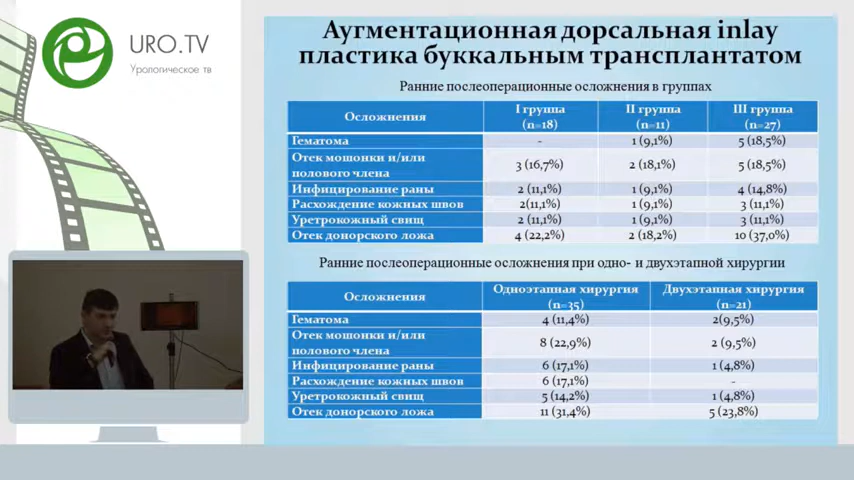 URO.TV
Урологическое тв
Аугментационная дорсальная inlay
пластика буккальным трансплантатом
Ранние послеоперационные осложнения в группах
Осложнения I группа (n=18) II группа (n=11) III группа (n=27)
Гематома - 1 (9,1%) 5 (18,5%)
Отек мошонки и/или полового члена 3 (16,7%) 2 (18,1%) 5 (18,5%)
Инфицирование раны 2 (11,1%) 1 (9,1%) 4 (14,8%)
Расхождение кожных швов 2(11,1%) 1 (9,1%) 3 (11,1%)
Уретрокожный свищ 2 (11,1%) 1 (9,1%) 3 (11,1%)
Отек донорского ложа 4 (22,2%) 2 (18,2%) 10 (37,0%)
Ранние послеоперационные осложнения при одно- и двухэтапной хирургии
Осложнения Одноэтапная хирургия (n=35) Двухэтапная хирургия (n=21)
Гематома 4 (11,4%) 2(9,5%)
Отек мошонки и/или полового члена 8 (22,9%) 2 (9,5%)
Инфицирование раны 6 (17,1%) 1 (4,8%)
Расхождение кожных швов 6 (17,1%) -
Уретрокожный свищ 5 (14,2%) 1 (4,8%)
Отек донорского ложа 11 (31,4%) 5 (23,8%)